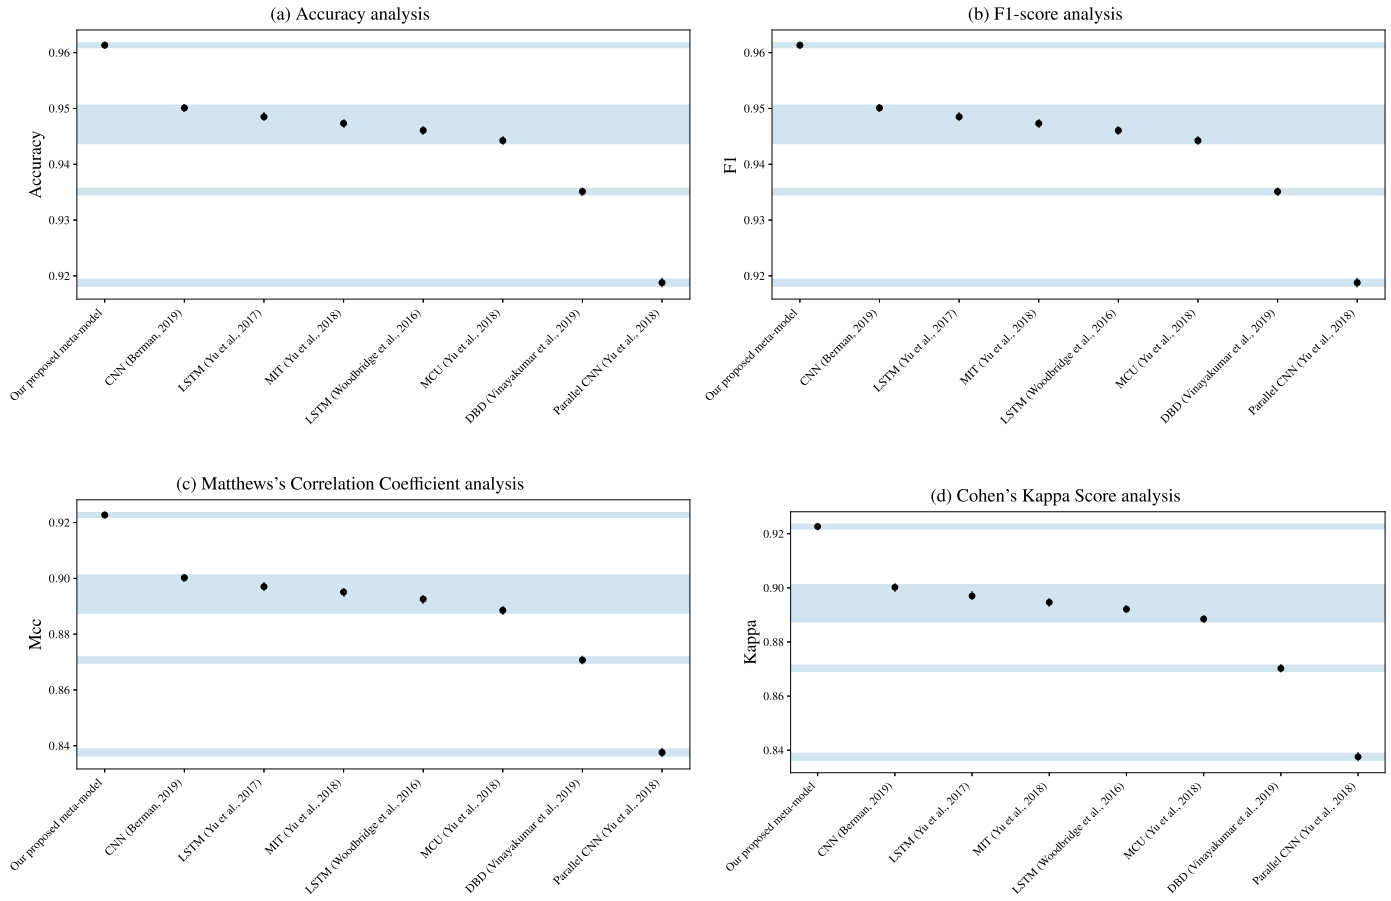 (a) Accuracy analysis
Accuracy
0.96
0.95
0.94
0.93
0.92
Our proposed meta-model
CNN (Berman, 2019)
LSTM (Yu et al., 2017)
MIT (Yu et al., 2018)
LSTM (Woodbridge et al., 2016)
MCU (Yu et al., 2018)
DBD (Vinayakumar et al., 2019)
Parallel CNN (Yu et al., 2018)
(b) F1-score analysis
F1
0.96
0.95
0.94
0.93
0.92
Our proposed meta-model
CNN (Berman, 2019)
LSTM (Yu et al., 2017)
MIT (Yu et al., 2018)
LSTM (Woodbridge et al., 2016)
MCU (Yu et al., 2018)
DBD (Vinayakumar et al., 2019)
Parallel CNN (Yu et al., 2018)
(c) Matthews's Correlation Coefficient analysis
Mcc
0.92
0.90
0.88
0.86
0.84
Our proposed meta-model
CNN (Berman, 2019)
LSTM (Yu et al., 2017)
MIT (Yu et al., 2018)
LSTM (Woodbridge et al., 2016)
MCU (Yu et al., 2018)
DBD (Vinayakumar et al., 2019)
Parallel CNN (Yu et al., 2018)
(d) Cohen's Kappa Score analysis
Kappa
0.92
0.90
0.88
0.86
0.84
Our proposed meta-model
CNN (Berman, 2019)
LSTM (Yu et al., 2017)
MIT (Yu et al., 2018)
LSTM (Woodbridge et al., 2016)
MCU (Yu et al., 2018)
DBD (Vinayakumar et al., 2019)
Parallel CNN (Yu et al., 2018)